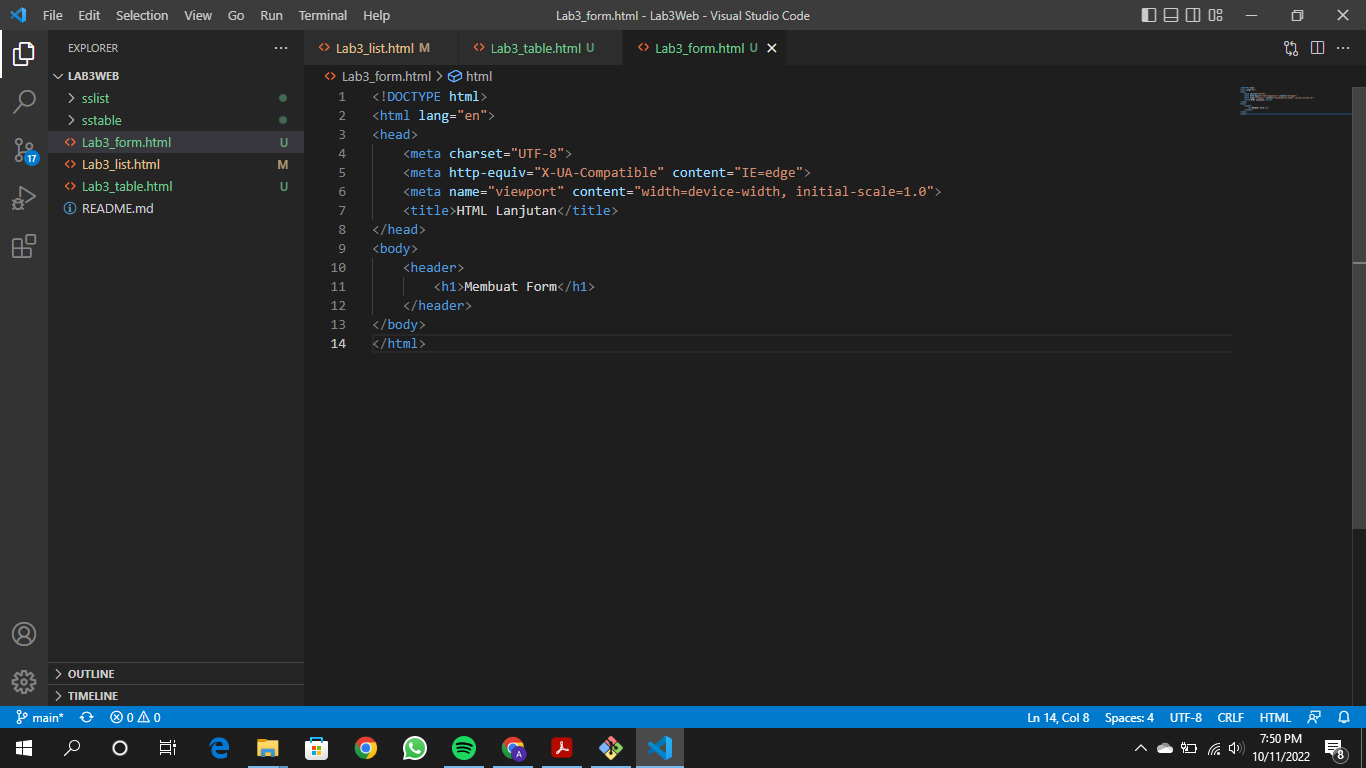 File Edit Selection View Go Run Terminal Help Lab3_form.html - Lab3Web - Visual Studio Code
EXPLORER
LAB3WEB
sslist
sstable
Lab3_form.html U
Lab3_list.html M
Lab3_table.html U
README.md
OUTLINE
TIMELINE
17
Lab3_list.html M Lab3_table.html U Lab3_form.html U
Lab3_form.html html
1 <!DOCTYPE html>
2 <html lang="en">
3 <head>
4     <meta charset="UTF-8">
5     <meta http-equiv="X-UA-Compatible" content="IE=edge">
6     <meta name="viewport" content="width=device-width, initial-scale=1.0">
7     <title>HTML Lanjutan</title>
8 </head>
9 <body>
10     <header>
11         <h1>Membuat Form</h1>
12     </header>
13 </body>
14 </html>
main* 0 0 Ln 14, Col 8 Spaces: 4 UTF-8 CRLF HTML
7:50 PM
10/11/2022
8